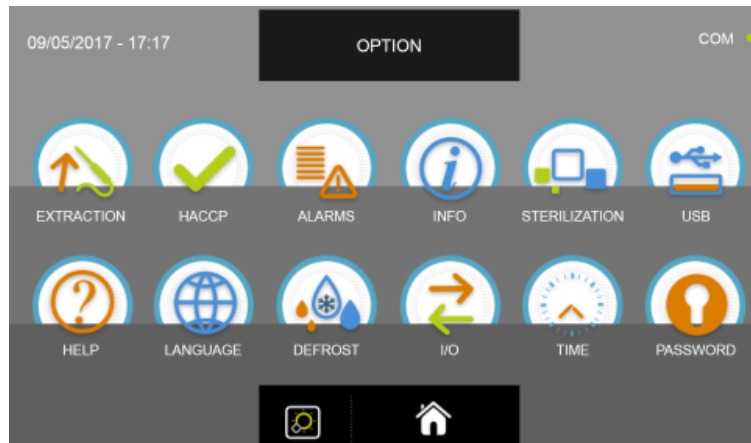 09/05/2017 - 17:17 OPTION COM
EXTRACTION HACCP ALARMS INFO STERILIZATION USB
HELP LANGUAGE DEFROST I/O TIME PASSWORD